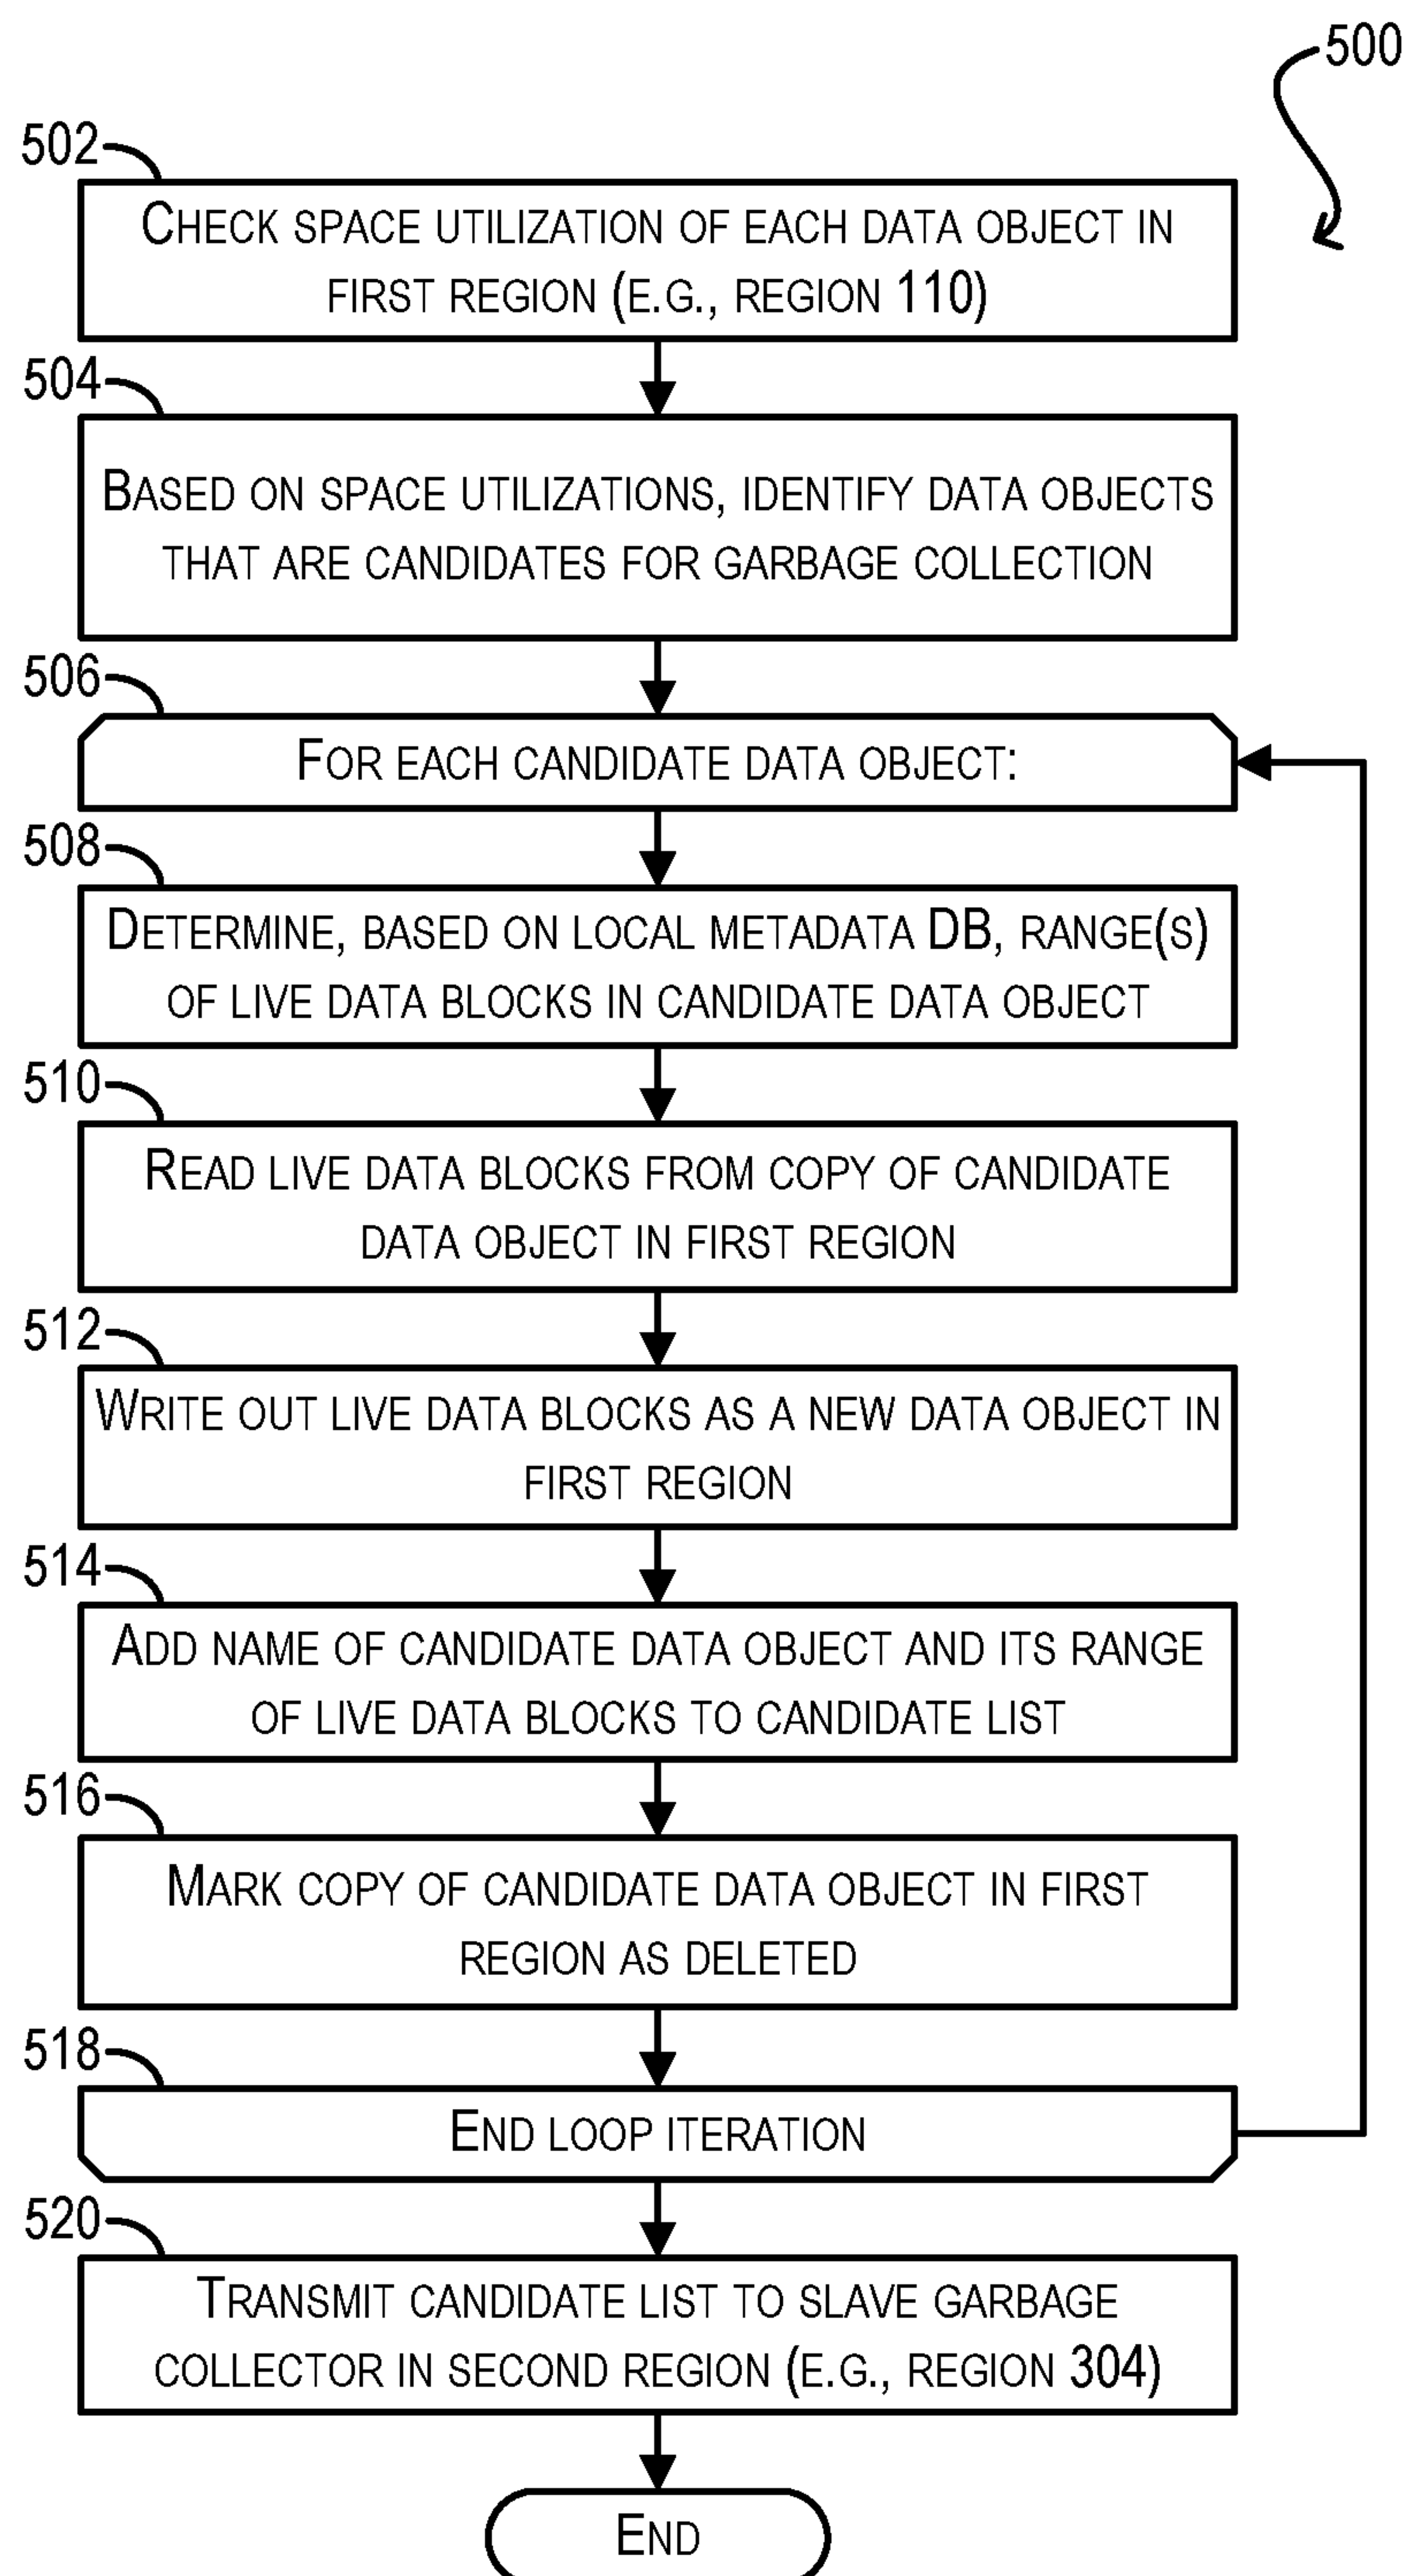 500
502
CHECK SPACE UTILIZATION OF EACH DATA OBJECT IN
FIRST REGION (E.G., REGION 110)
504
BASED ON SPACE UTILIZATIONS, IDENTIFY DATA OBJECTS
THAT ARE CANDIDATES FOR GARBAGE COLLECTION
506
FOR EACH CANDIDATE DATA OBJECT:
508
DETERMINE, BASED ON LOCAL METADATA DB, RANGE(S)
OF LIVE DATA BLOCKS IN CANDIDATE DATA OBJECT
510
READ LIVE DATA BLOCKS FROM COPY OF CANDIDATE
DATA OBJECT IN FIRST REGION
512
WRITE OUT LIVE DATA BLOCKS AS A NEW DATA OBJECT IN
FIRST REGION
514
ADD NAME OF CANDIDATE DATA OBJECT AND ITS RANGE
OF LIVE DATA BLOCKS TO CANDIDATE LIST
516
MARK COPY OF CANDIDATE DATA OBJECT IN FIRST
REGION AS DELETED
518
END LOOP ITERATION
520
TRANSMIT CANDIDATE LIST TO SLAVE GARBAGE
COLLECTOR IN SECOND REGION (E.G., REGION 304)
END